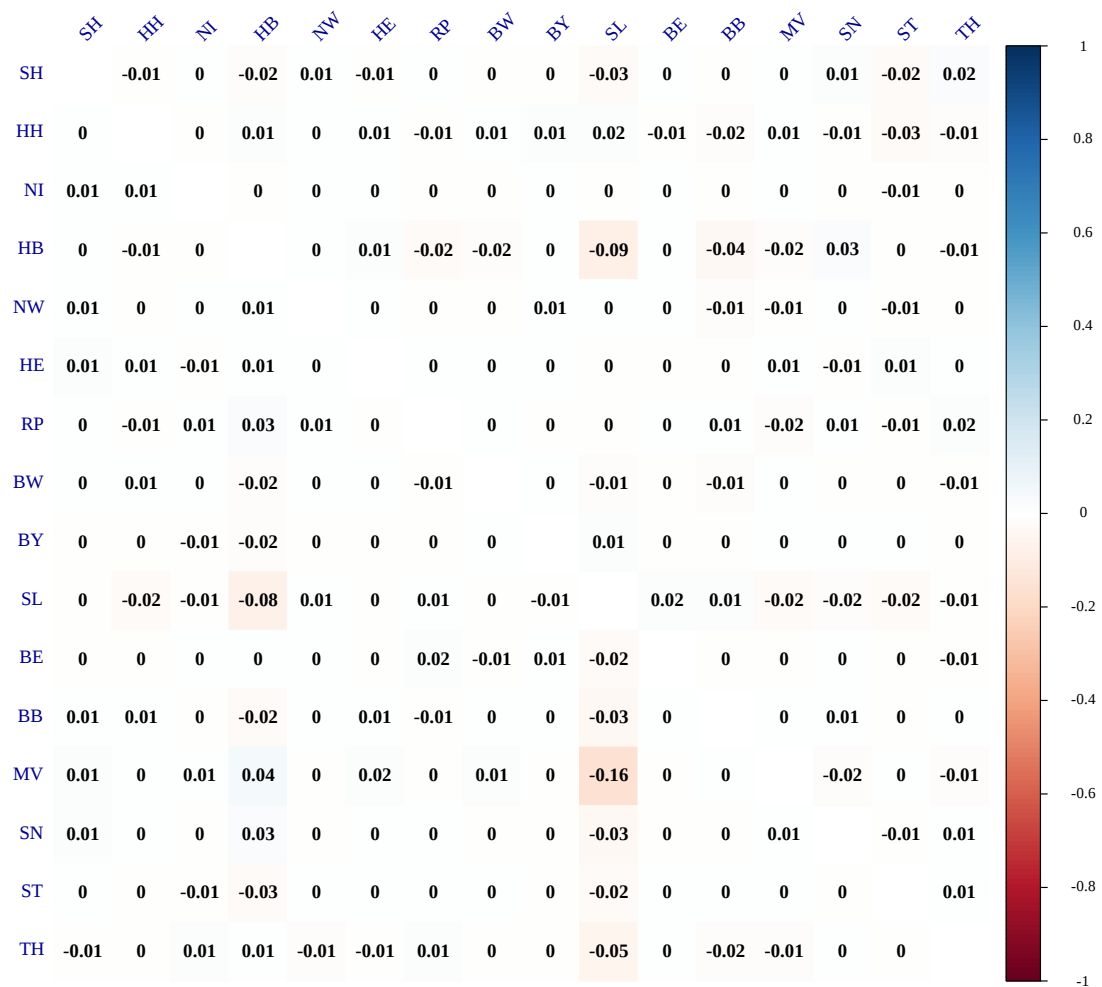 SH HH NI HB NW HE RP BW BY SL BE BB MV SN ST TH
SH -0.01 0 -0.02 0.01 -0.01 0 0 0 -0.03 0 0 0 0.01 -0.02 0.02
HH 0 0 0.01 0 0.01 -0.01 0.01 0.01 0.02 -0.01 -0.02 0.01 -0.01 -0.03 -0.01
NI 0.01 0.01 0 0 0 0 0 0 0 0 0 0 0 -0.01 0
HB 0 -0.01 0 0 0.01 -0.02 -0.02 0 -0.09 0 -0.04 -0.02 0.03 0 -0.01
NW 0.01 0 0 0.01 0 0 0 0.01 0 0 -0.01 -0.01 0 -0.01 0
HE 0.01 0.01 -0.01 0.01 0 0 0 0 0 0 0 0.01 -0.01 0.01 0
RP 0 -0.01 0.01 0.03 0.01 0 0 0 0 0 0.01 -0.02 0.01 -0.01 0.02
BW 0 0.01 0 -0.02 0 0 -0.01 0 -0.01 0 -0.01 0 0 0 -0.01
BY 0 0 -0.01 -0.02 0 0 0 0 0.01 0 0 0 0 0 0
SL 0 -0.02 -0.01 -0.08 0.01 0 0.01 0 -0.01 0.02 0.01 -0.02 -0.02 -0.02 -0.01
BE 0 0 0 0 0 0 0.02 -0.01 0.01 -0.02 0 0 0 0 -0.01
BB 0.01 0.01 0 -0.02 0 0.01 -0.01 0 0 -0.03 0 0 0.01 0 0
MV 0.01 0 0.01 0.04 0 0.02 0 0.01 0 -0.16 0 0 -0.02 0 -0.01
SN 0.01 0 0 0.03 0 0 0 0 0 -0.03 0 0 0.01 -0.01 0.01
ST 0 0 -0.01 -0.03 0 0 0 0 0 -0.02 0 0 0 0 0.01
TH -0.01 0 0.01 0.01 -0.01 -0.01 0.01 0 0 -0.05 0 -0.02 -0.01 0 0
1
0.8
0.6
0.4
0.2
0
-0.2
-0.4
-0.6
-0.8
-1